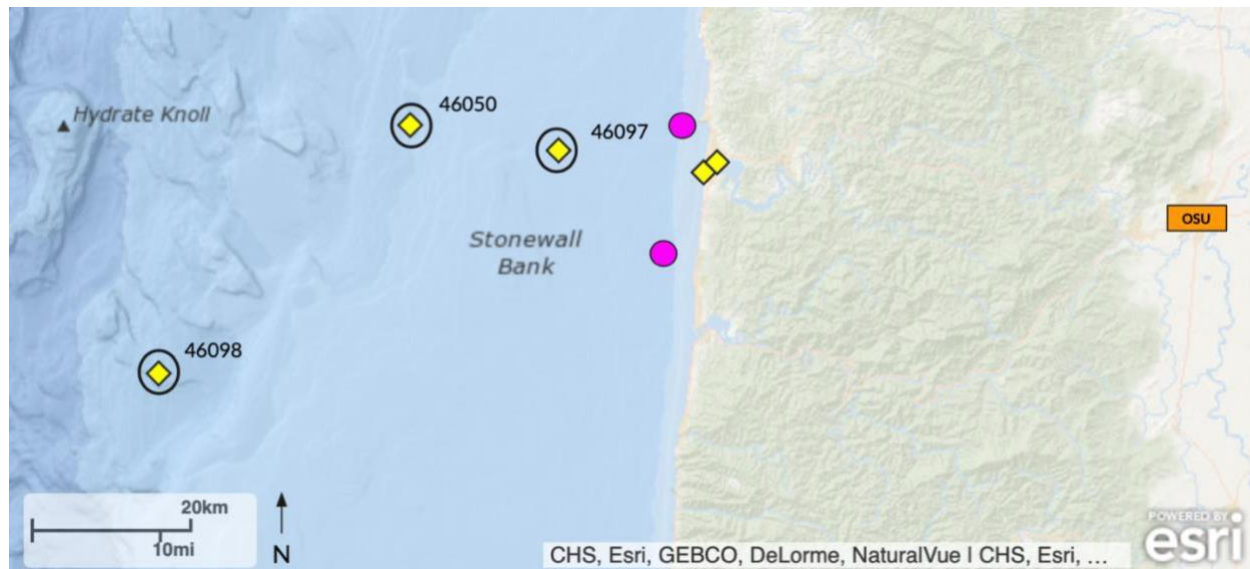 Hydrate Knoll
46050
46097
OSU
Stonewall
Bank
46098
20km
10mi
N
CHS, Esri, GEBCO, DeLorme, NaturalVue | CHS, Esri, ...
POWERED BY
esri